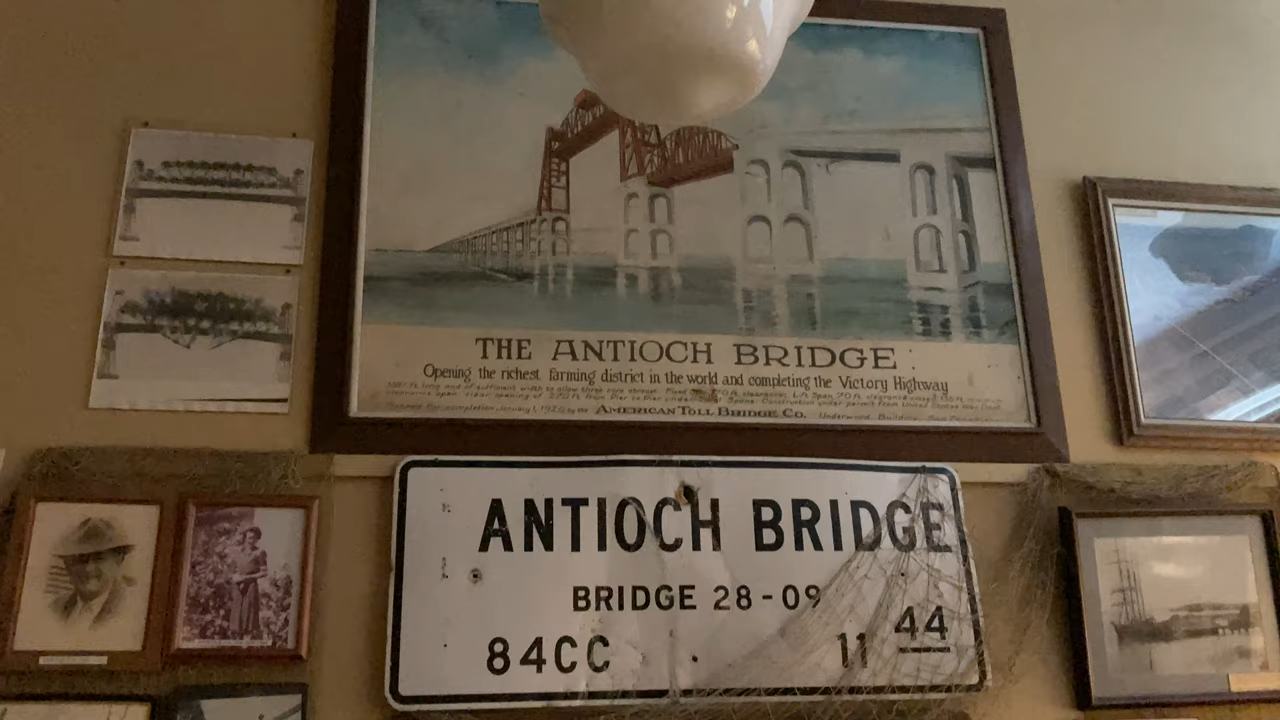 THE ANTIOCH BRIDGE
Opening the richest farming district in the world and completing the Victory Highway
AMERICAN TOLL BRIDGE CO.
ANTIOCH BRIDGE
BRIDGE 28-09
84CC 11 44